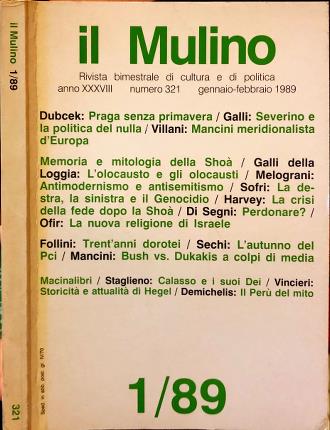 il Mulino 1/89
321
il Mulino
Rivista bimestrale di cultura e di politica
anno XXXVIII numero 321 gennaio-febbraio 1989
Dubcek: Praga senza primavera / Galli: Severino e
la politica del nulla / Villani: Mancini meridionalista
d'Europa
Memoria e mitologia della Shoà / Galli della
Loggia: L'olocausto e gli olocausti / Melograni:
Antimodernismo e antisemitismo / Sofri: La de-
stra, la sinistra e il Genocidio / Harvey: La crisi
della fede dopo la Shoà / Di Segni: Perdonare? /
Ofir: La nuova religione di Israele
Follini: Trent'anni dorotei / Sechi: L'autunno del
Pci / Mancini: Bush vs. Dukakis a colpi di media
Macinalibri / Staglieno: Calasso e i suoi Dei / Vincieri:
Storicità e attualità di Hegel / Demichelis: Il Perù del mito
1/89